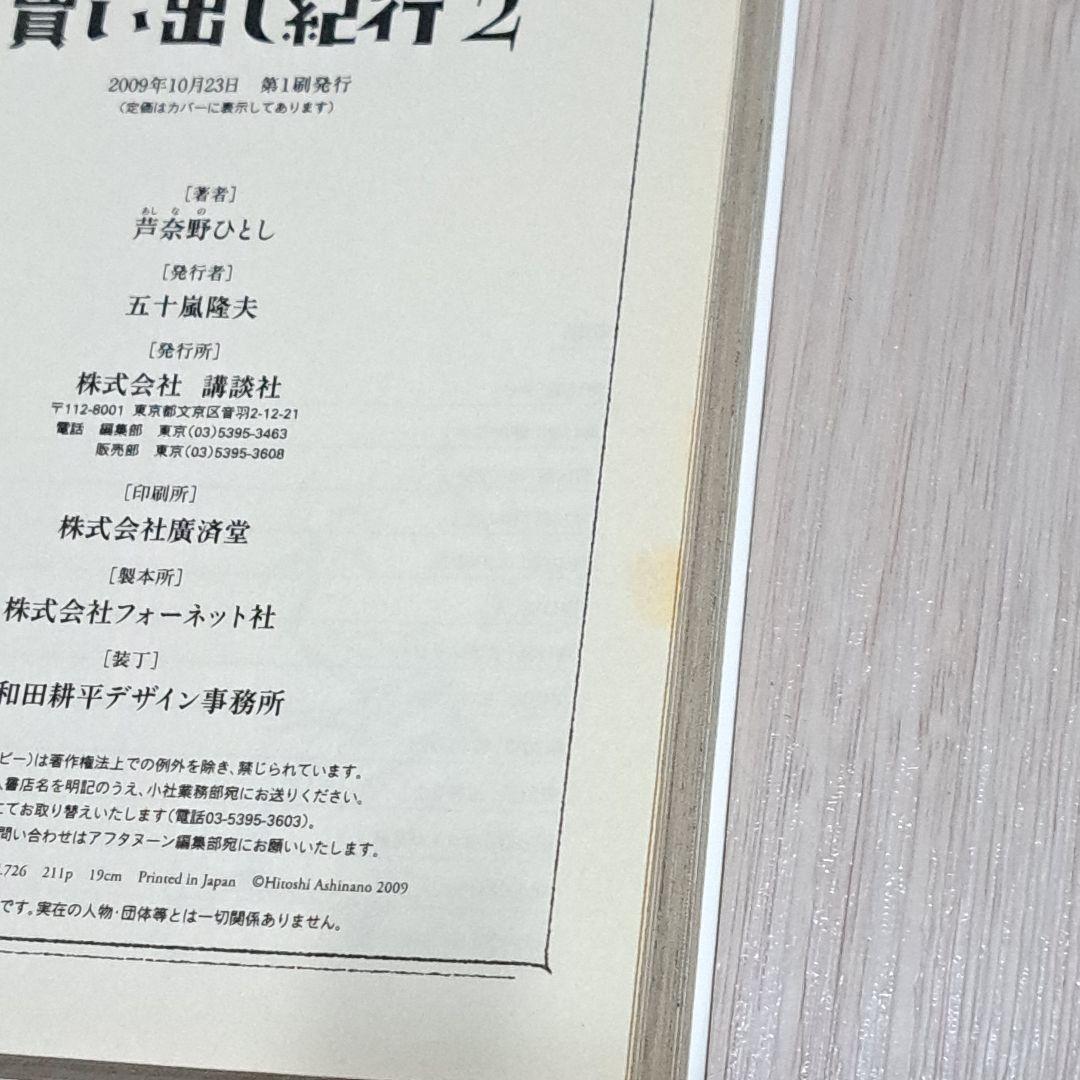 買い出し紀行 2
2009年10月23日 第1刷発行
(定価はカバーに表示してあります)
[著者]
あし な の
芦奈野ひとし
[発行者]
五十嵐隆夫
[発行所]
株式会社 講談社
〒112-8001 東京都文京区音羽2-12-21
電話 編集部 東京(03)5395-3463
販売部 東京(03)5395-3608
[印刷所]
株式会社廣済堂
[製本所]
株式会社フォーネット社
[装丁]
和田耕平デザイン事務所
ピー)は著作権法上での例外を除き、禁じられています。
書店名を明記のうえ、小社業務部宛にお送りください。
てお取り替えいたします(電話03-5395-3603)。
問い合わせはアフタヌーン編集部宛にお願いいたします。
.726 211p 19cm Printed in Japan ©Hitoshi Ashinano 2009
です。実在の人物・団体等とは一切関係ありません。